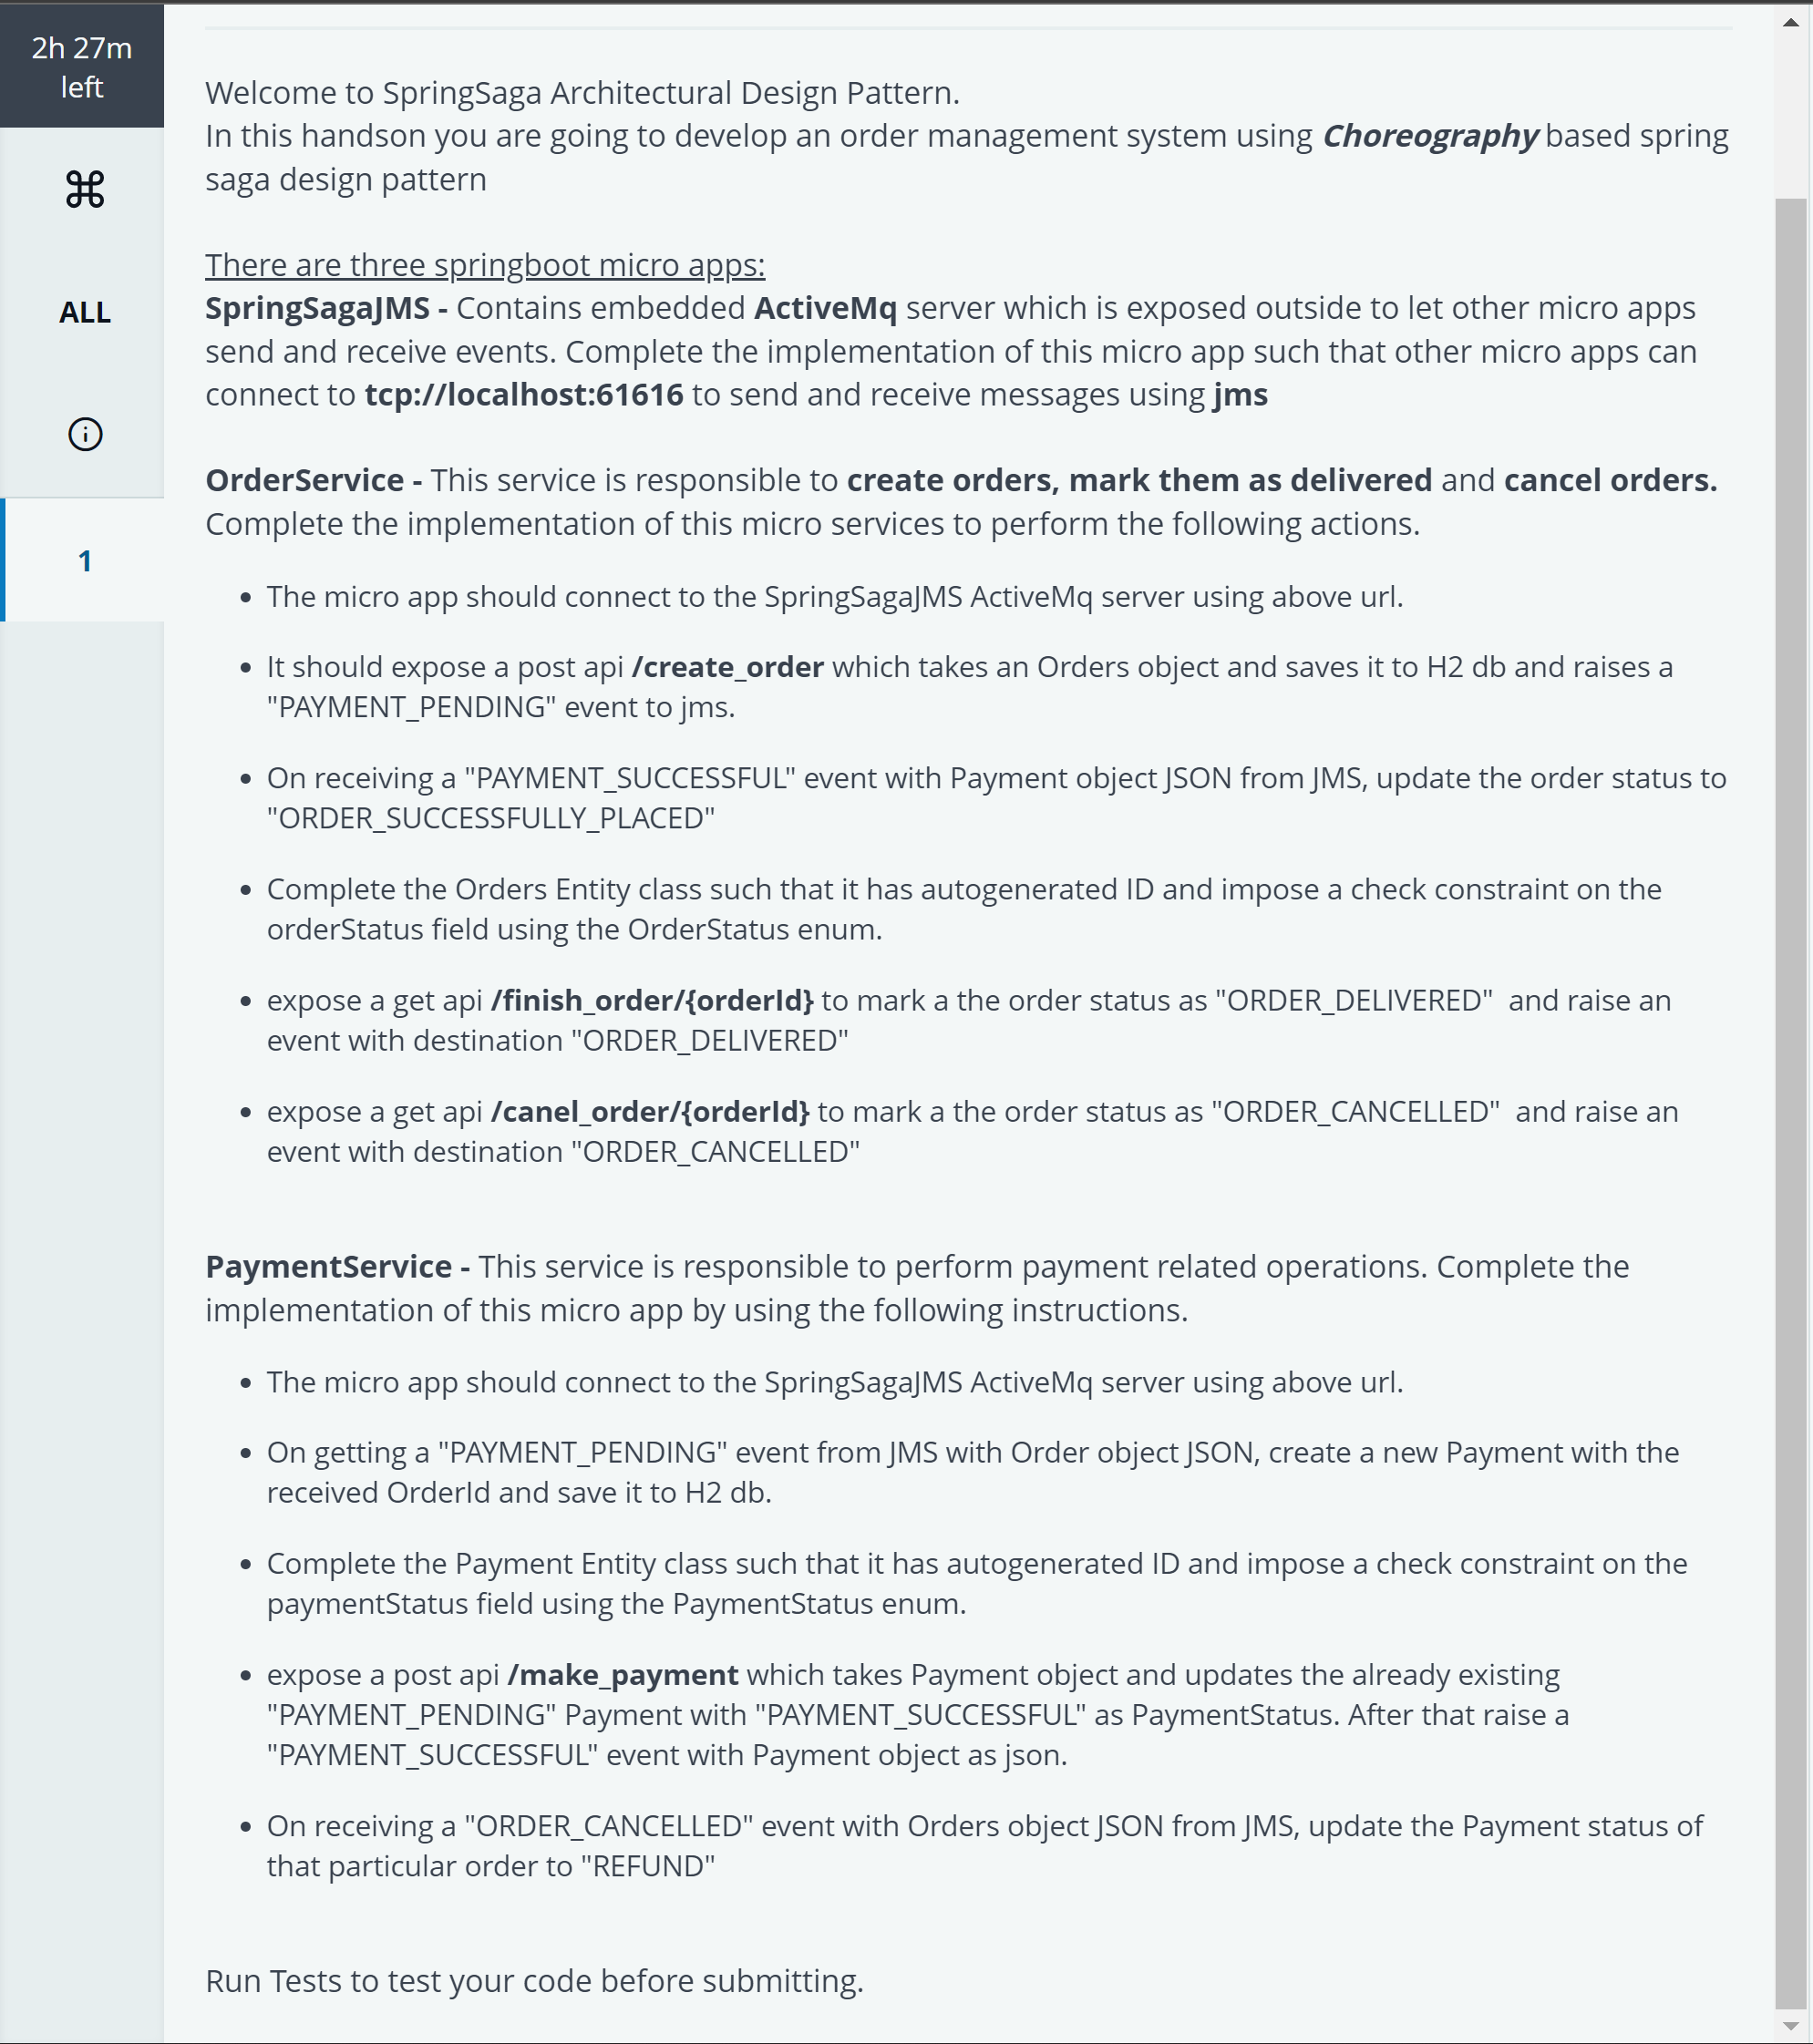 2h 27m
left
ALL
1
Welcome to SpringSaga Architectural Design Pattern.
In this handson you are going to develop an order management system using Choreography based spring
saga design pattern
There are three springboot micro apps:
SpringSagaJMS - Contains embedded ActiveMq server which is exposed outside to let other micro apps
send and receive events. Complete the implementation of this micro app such that other micro apps can
connect to tcp://localhost:61616 to send and receive messages using jms
OrderService - This service is responsible to create orders, mark them as delivered and cancel orders.
Complete the implementation of this micro services to perform the following actions.
• The micro app should connect to the SpringSagaJMS ActiveMq server using above url.
• It should expose a post api /create_order which takes an Orders object and saves it to H2 db and raises a
"PAYMENT_PENDING" event to jms.
• On receiving a "PAYMENT_SUCCESSFUL" event with Payment object JSON from JMS, update the order status to
"ORDER_SUCCESSFULLY_PLACED"
• Complete the Orders Entity class such that it has autogenerated ID and impose a check constraint on the
orderStatus field using the OrderStatus enum.
• expose a get api /finish_order/{orderId} to mark a the order status as "ORDER_DELIVERED" and raise an
event with destination "ORDER_DELIVERED"
• expose a get api /canel_order/{orderId} to mark a the order status as "ORDER_CANCELLED" and raise an
event with destination "ORDER_CANCELLED"
PaymentService - This service is responsible to perform payment related operations. Complete the
implementation of this micro app by using the following instructions.
• The micro app should connect to the SpringSagaJMS ActiveMq server using above url.
• On getting a "PAYMENT_PENDING" event from JMS with Order object JSON, create a new Payment with the
received OrderId and save it to H2 db.
• Complete the Payment Entity class such that it has autogenerated ID and impose a check constraint on the
paymentStatus field using the PaymentStatus enum.
• expose a post api /make_payment which takes Payment object and updates the already existing
"PAYMENT_PENDING" Payment with "PAYMENT_SUCCESSFUL" as PaymentStatus. After that raise a
"PAYMENT_SUCCESSFUL" event with Payment object as json.
• On receiving a "ORDER_CANCELLED" event with Orders object JSON from JMS, update the Payment status of
that particular order to "REFUND"
Run Tests to test your code before submitting.